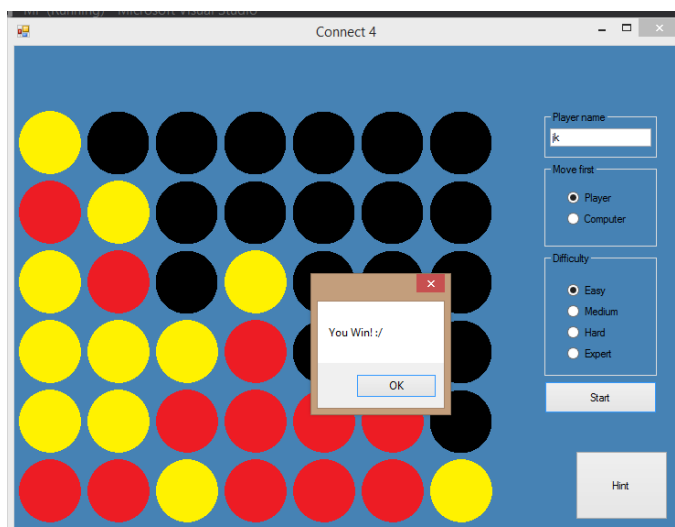 Connect 4
Player name
jk
Move first
Player
Computer
Difficulty
Easy
Medium
Hard
Expert
You Win! :/
OK
Start
Hint